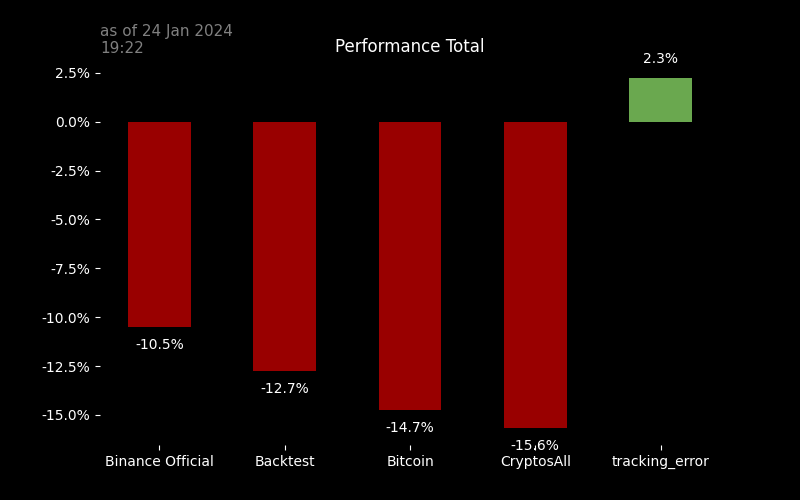 as of 24 Jan 2024
19:22
Performance Total
2.3%
2.5%
0.0%
-2.5%
-5.0%
-7.5%
-10.0%
-12.5%
-15.0%
-10.5%
-12.7%
-14.7%
-15.6%
Binance Official
Backtest
Bitcoin
CryptosAll
tracking_error